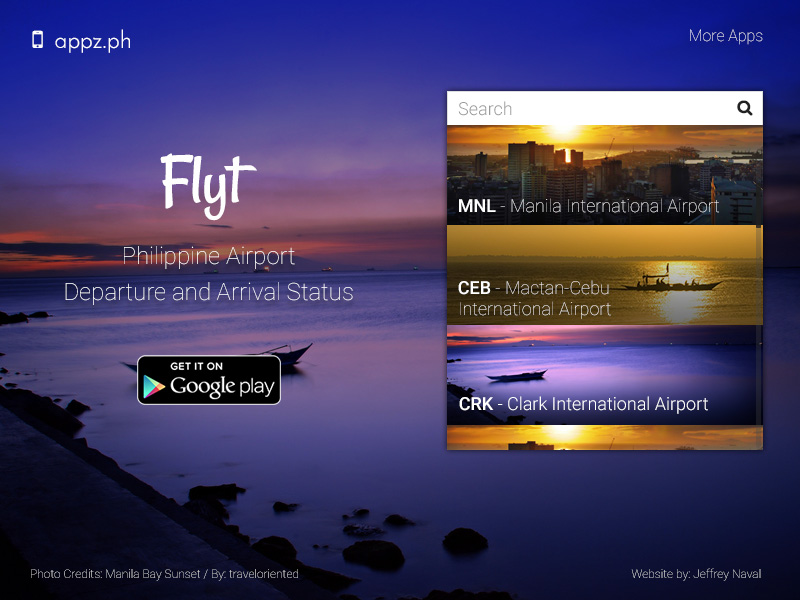 appz.ph
More Apps
Flyt
Philippine Airport
Departure and Arrival Status
GET IT ON
Google play
Search
MNL - Manila International Airport
CEB - Mactan-Cebu
International Airport
CRK - Clark International Airport
Photo Credits: Manila Bay Sunset / By: traveloriented
Website by: Jeffrey Naval